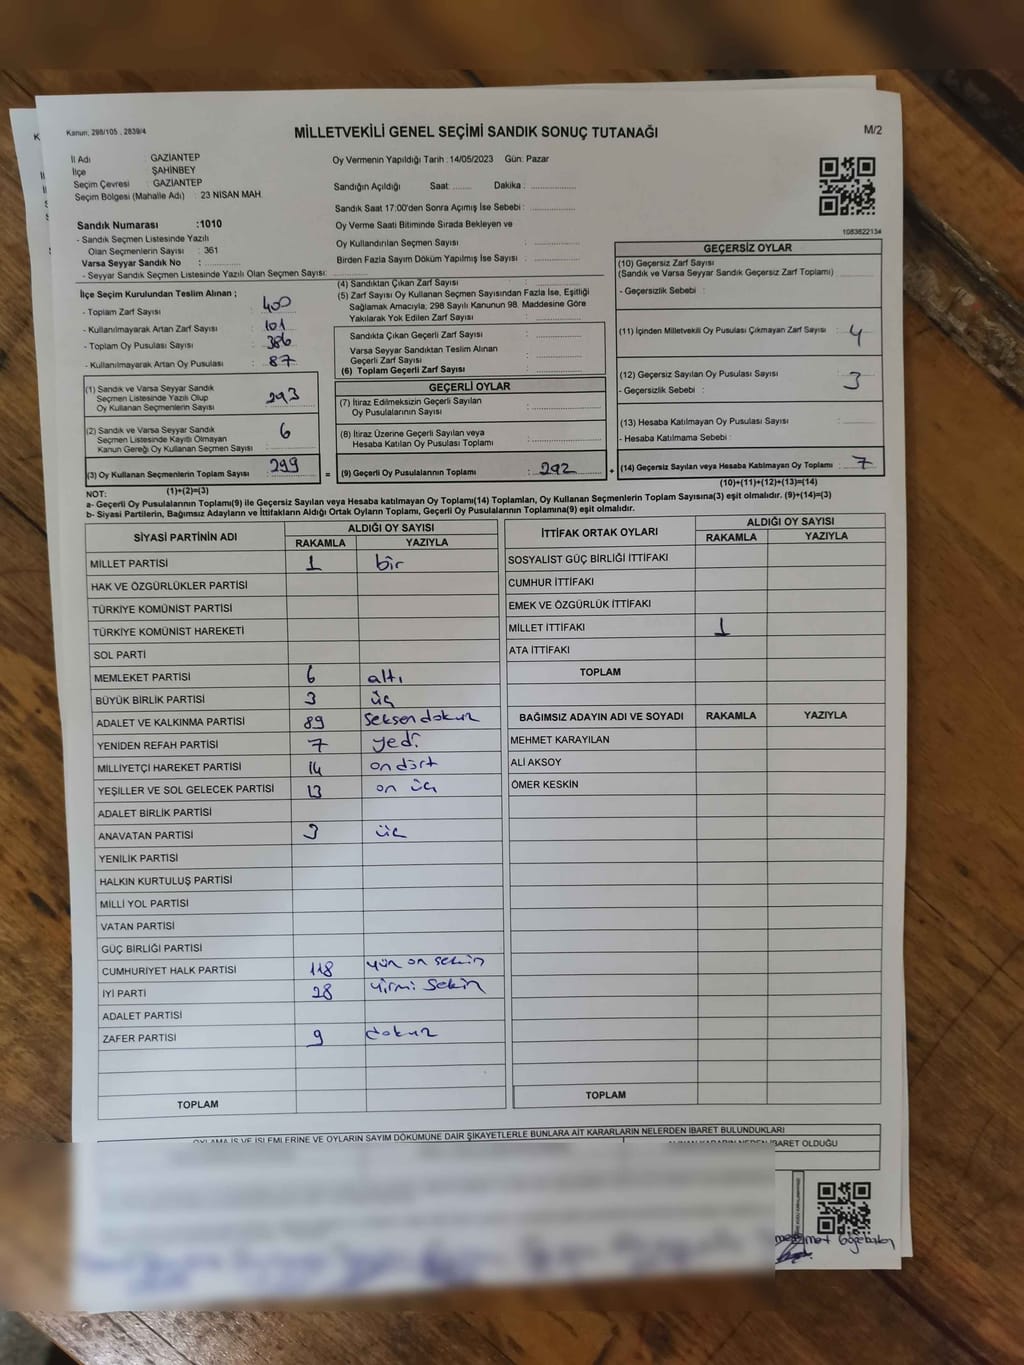 Kanun; 298/105 , 2839/4
MİLLETVEKİLİ GENEL SEÇİMİ SANDIK SONUÇ TUTANAĞI
M/2
İl Adı : GAZİANTEP
İlçe : ŞAHİNBEY
Seçim Çevresi : GAZİANTEP
Seçim Bölgesi (Mahalle Adı) : 23 NİSAN MAH.
Oy Vermenin Yapıldığı Tarih : 14/05/2023 Gün: Pazar
Sandığın Açıldığı Saat: ........ Dakika : ................
Sandık Saat 17:00'den Sonra Açımış İse Sebebi : ................
Oy Verme Saati Bitiminde Sırada Bekleyen ve
Oy Kullandırılan Seçmen Sayısı : ................
Birden Fazla Sayım Döküm Yapılmış İse Sayısı : ................
1083622134
Sandık Numarası :1010
- Sandık Seçmen Listesinde Yazılı
Olan Seçmenlerin Sayısı : 361
Varsa Seyyar Sandık No : ................
- Seyyar Sandık Seçmen Listesinde Yazılı Olan Seçmen Sayısı: ................
İlçe Seçim Kurulundan Teslim Alınan ;
- Toplam Zarf Sayısı : 400
- Kullanılmayarak Artan Zarf Sayısı : 101
- Toplam Oy Pusulası Sayısı : 386
- Kullanılmayarak Artan Oy Pusulası : 87
(1) Sandık ve Varsa Seyyar Sandık
Seçmen Listesinde Yazılı Olup
Oy Kullanan Seçmenlerin Sayısı : 293
(2) Sandık ve Varsa Seyyar Sandık
Seçmen Listesinde Kayıtlı Olmayan
Kanun Gereği Oy Kullanan Seçmen Sayısı : 6
(3) Oy Kullanan Seçmenlerin Toplam Sayısı : 299
(1)+(2)=(3)
(4) Sandıktan Çıkan Zarf Sayısı : ................
(5) Zarf Sayısı Oy Kullanan Seçmen Sayısından Fazla İse, Eşitliği
Sağlamak Amacıyla, 298 Sayılı Kanunun 98. Maddesine Göre
Yakılarak Yok Edilen Zarf Sayısı : ................
Sandıkta Çıkan Geçerli Zarf Sayısı : ................
Varsa Seyyar Sandıktan Teslim Alınan
Geçerli Zarf Sayısı : ................
(6) Toplam Geçerli Zarf Sayısı : ................
GEÇERLİ OYLAR
(7) İtiraz Edilmeksizin Geçerli Sayılan
Oy Pusulalarının Sayısı : ................
(8) İtiraz Üzerine Geçerli Sayılan veya
Hesaba Katılan Oy Pusulası Toplamı : ................
= (9) Geçerli Oy Pusulalarının Toplamı : 292 +
GEÇERSİZ OYLAR
(10) Geçersiz Zarf Sayısı
(Sandık ve Varsa Seyyar Sandık Geçersiz Zarf Toplamı)
- Geçersizlik Sebebi :
(11) İçinden Milletvekili Oy Pusulası Çıkmayan Zarf Sayısı : 4
(12) Geçersiz Sayılan Oy Pusulası Sayısı : 3
- Geçersizlik Sebebi :
(13) Hesaba Katılmayan Oy Pusulası Sayısı :
- Hesaba Katılmama Sebebi :
(14) Geçersiz Sayılan veya Hesaba Katılmayan Oy Toplamı : 7
(10)+(11)+(12)+(13)=(14)
NOT:
a- Geçerli Oy Pusulalarının Toplamı(9) ile Geçersiz Sayılan veya Hesaba katılmayan Oy Toplamı(14) Toplamları, Oy Kullanan Seçmenlerin Toplam Sayısına(3) eşit olmalıdır. (9)+(14)=(3)
b- Siyasi Partilerin, Bağımsız Adayların ve İttifakların Aldığı Ortak Oyların Toplamı, Geçerli Oy Pusulalarının Toplamına(9) eşit olmalıdır.
SİYASİ PARTİNİN ADI ALDIĞI OY SAYISI
RAKAMLA YAZIYLA
MİLLET PARTİSİ 1 bir
HAK VE ÖZGÜRLÜKLER PARTİSİ
TÜRKİYE KOMÜNİST PARTİSİ
TÜRKİYE KOMÜNİST HAREKETİ
SOL PARTİ
MEMLEKET PARTİSİ 6 altı
BÜYÜK BİRLİK PARTİSİ 3 üç
ADALET VE KALKINMA PARTİSİ 89 seksen dokuz
YENİDEN REFAH PARTİSİ 7 yedi
MİLLİYETÇİ HAREKET PARTİSİ 14 on dört
YEŞİLLER VE SOL GELECEK PARTİSİ 13 on üç
ADALET BİRLİK PARTİSİ
ANAVATAN PARTİSİ 3 üç
YENİLİK PARTİSİ
HALKIN KURTULUŞ PARTİSİ
MİLLİ YOL PARTİSİ
VATAN PARTİSİ
GÜÇ BİRLİĞİ PARTİSİ
CUMHURİYET HALK PARTİSİ 118 yüz on sekiz
İYİ PARTİ 28 yirmi sekiz
ADALET PARTİSİ
ZAFER PARTİSİ 9 dokuz
TOPLAM
İTTİFAK ORTAK OYLARI ALDIĞI OY SAYISI
RAKAMLA YAZIYLA
SOSYALİST GÜÇ BİRLİĞİ İTTİFAKI
CUMHUR İTTİFAKI
EMEK VE ÖZGÜRLÜK İTTİFAKI
MİLLET İTTİFAKI 1
ATA İTTİFAKI
TOPLAM
BAĞIMSIZ ADAYIN ADI VE SOYADI RAKAMLA YAZIYLA
MEHMET KARAYILAN
ALİ AKSOY
ÖMER KESKİN
TOPLAM
OYLAMA İŞ VE İŞLEMLERİNE VE OYLARIN SAYIM DÖKÜMÜNE DAİR ŞİKAYETLERLE BUNLARA AİT KARARLARIN NELERDEN İBARET BULUNDUKLARI
ALINAN KARARIN NEDEN İBARET OLDUĞU